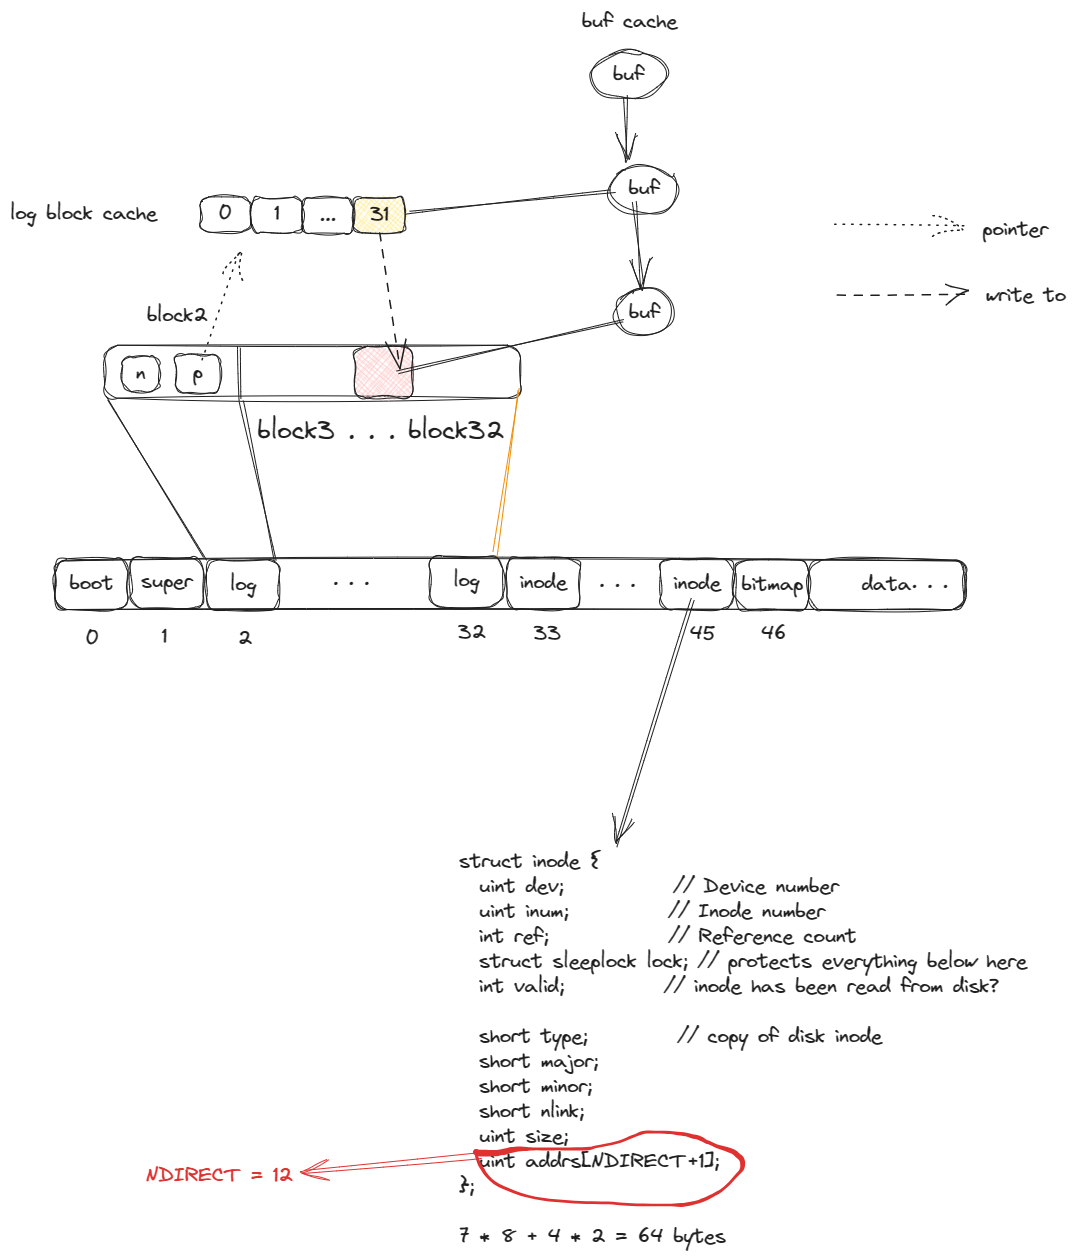 buf cache
buf
buf
log block cache
0 1 ... 31
pointer
write to
buf
block2
n p
block3 . . . block32
boot super log . . . log inode . . . inode bitmap data. . .
0 1 2 32 33 45 46
struct inode {
uint dev; // Device number
uint inum; // Inode number
int ref; // Reference count
struct sleeplock lock; // protects everything below here
int valid; // inode has been read from disk?
short type; // copy of disk inode
short major;
short minor;
short nlink;
uint size;
uint addrs[NDIRECT+1];
NDIRECT = 12
};
7 * 8 + 4 * 2 = 64 bytes